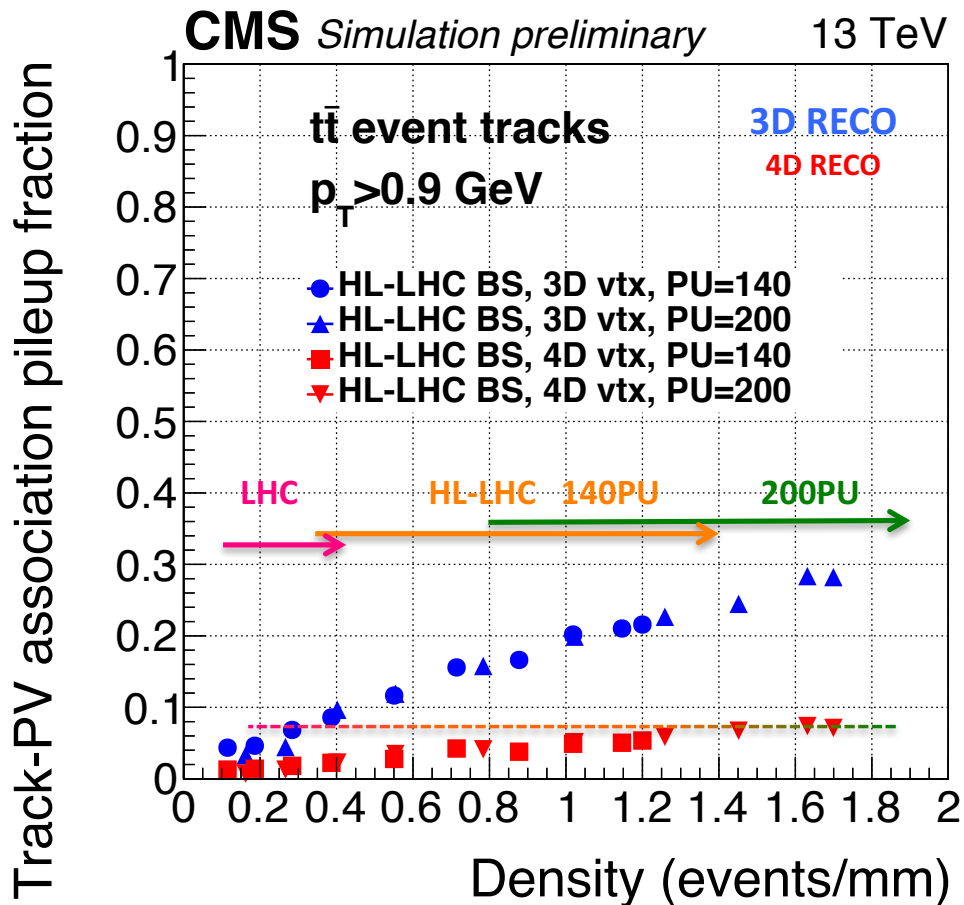 CMS Simulation preliminary 13 TeV
Track-PV association pileup fraction
1
0.9
0.8
0.7
0.6
0.5
0.4
0.3
0.2
0.1
0
tt̄ event tracks
p_T>0.9 GeV
3D RECO
4D RECO
HL-LHC BS, 3D vtx, PU=140
HL-LHC BS, 3D vtx, PU=200
HL-LHC BS, 4D vtx, PU=140
HL-LHC BS, 4D vtx, PU=200
LHC HL-LHC 140PU 200PU
0 0.2 0.4 0.6 0.8 1 1.2 1.4 1.6 1.8 2
Density (events/mm)